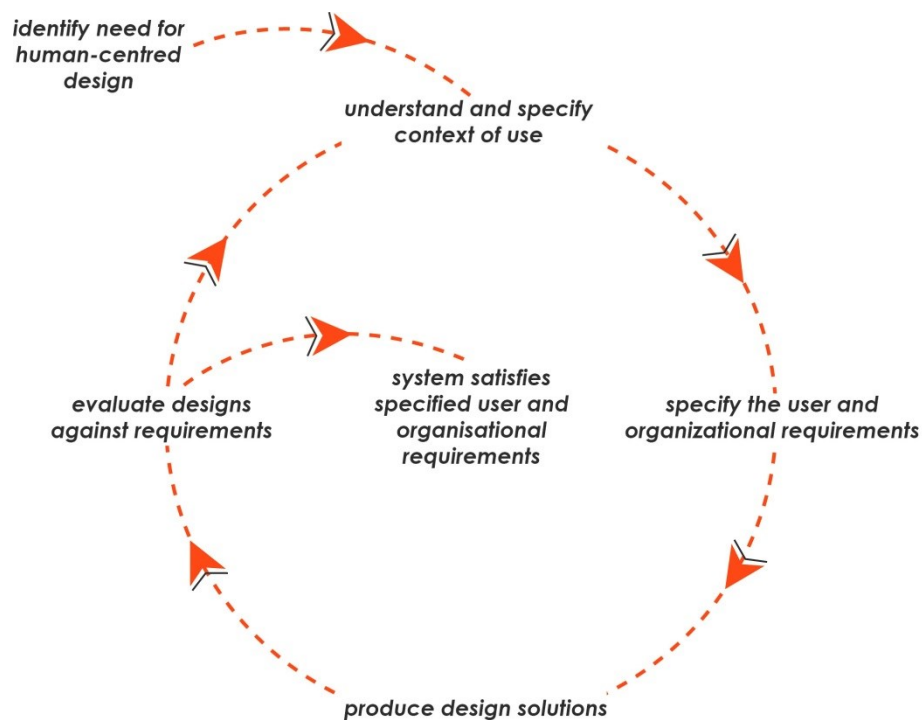 identify need for
human-centred
design
understand and specify
context of use
system satisfies
specified user and
organisational
requirements
evaluate designs
against requirements
specify the user and
organizational requirements
produce design solutions